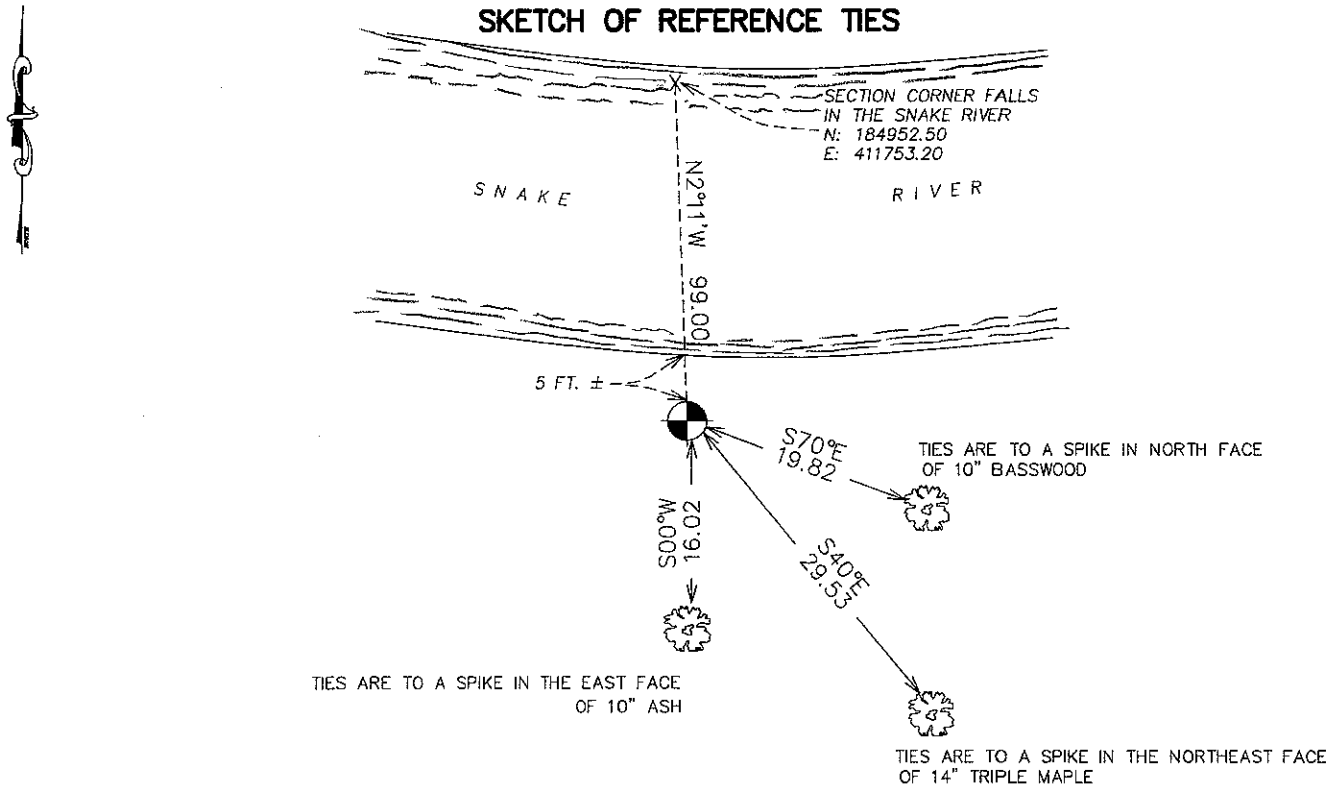 SKETCH OF REFERENCE TIES
SECTION CORNER FALLS
IN THE SNAKE RIVER
N: 184952.50
E: 411753.20
SNAKE
RIVER
N2°11'W 99.00
5 FT. ±
S70°E
19.82
TIES ARE TO A SPIKE IN NORTH FACE
OF 10" BASSWOOD
S00°W
16.02
S40°E
29.53
TIES ARE TO A SPIKE IN THE EAST FACE
OF 10" ASH
TIES ARE TO A SPIKE IN THE NORTHEAST FACE
OF 14" TRIPLE MAPLE